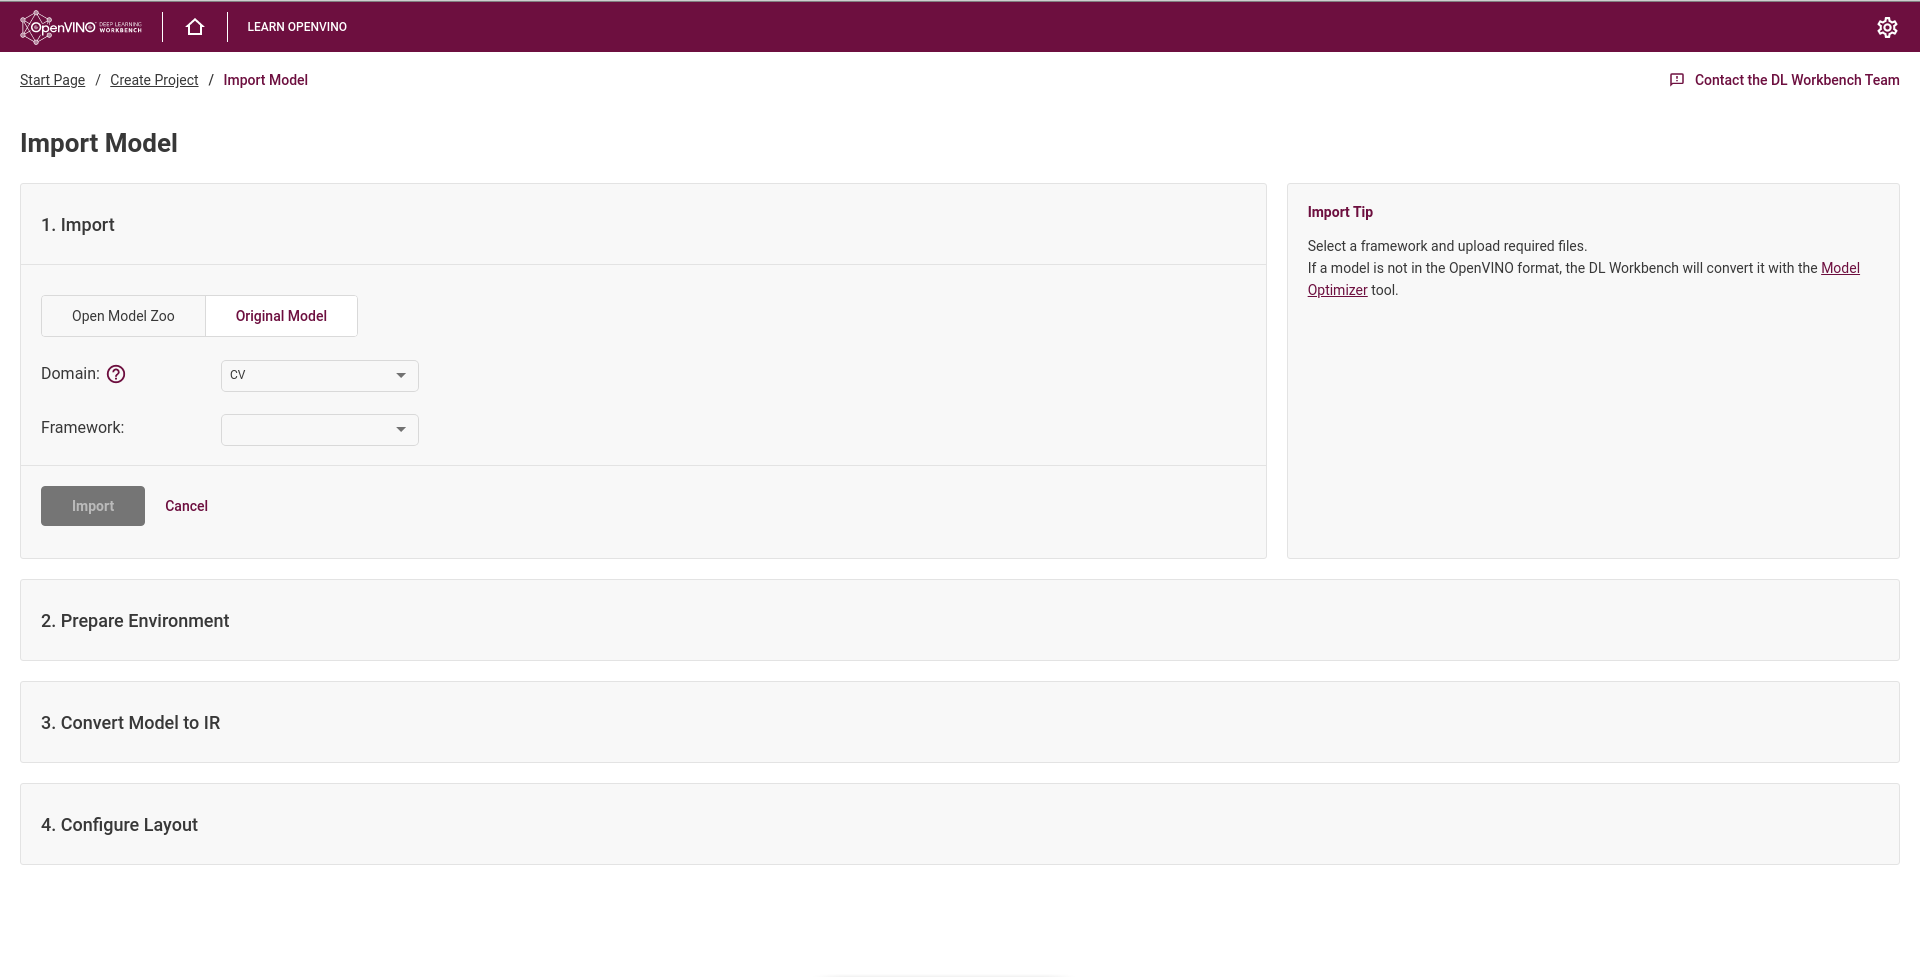 OpenVINO DEEP LEARNING WORKBENCH
LEARN OPENVINO
Start Page / Create Project / Import Model
Contact the DL Workbench Team
Import Model
1. Import
Open Model Zoo
Original Model
Domain: ?
CV
Framework:
Import
Cancel
Import Tip
Select a framework and upload required files.
If a model is not in the OpenVINO format, the DL Workbench will convert it with the Model
Optimizer tool.
2. Prepare Environment
3. Convert Model to IR
4. Configure Layout